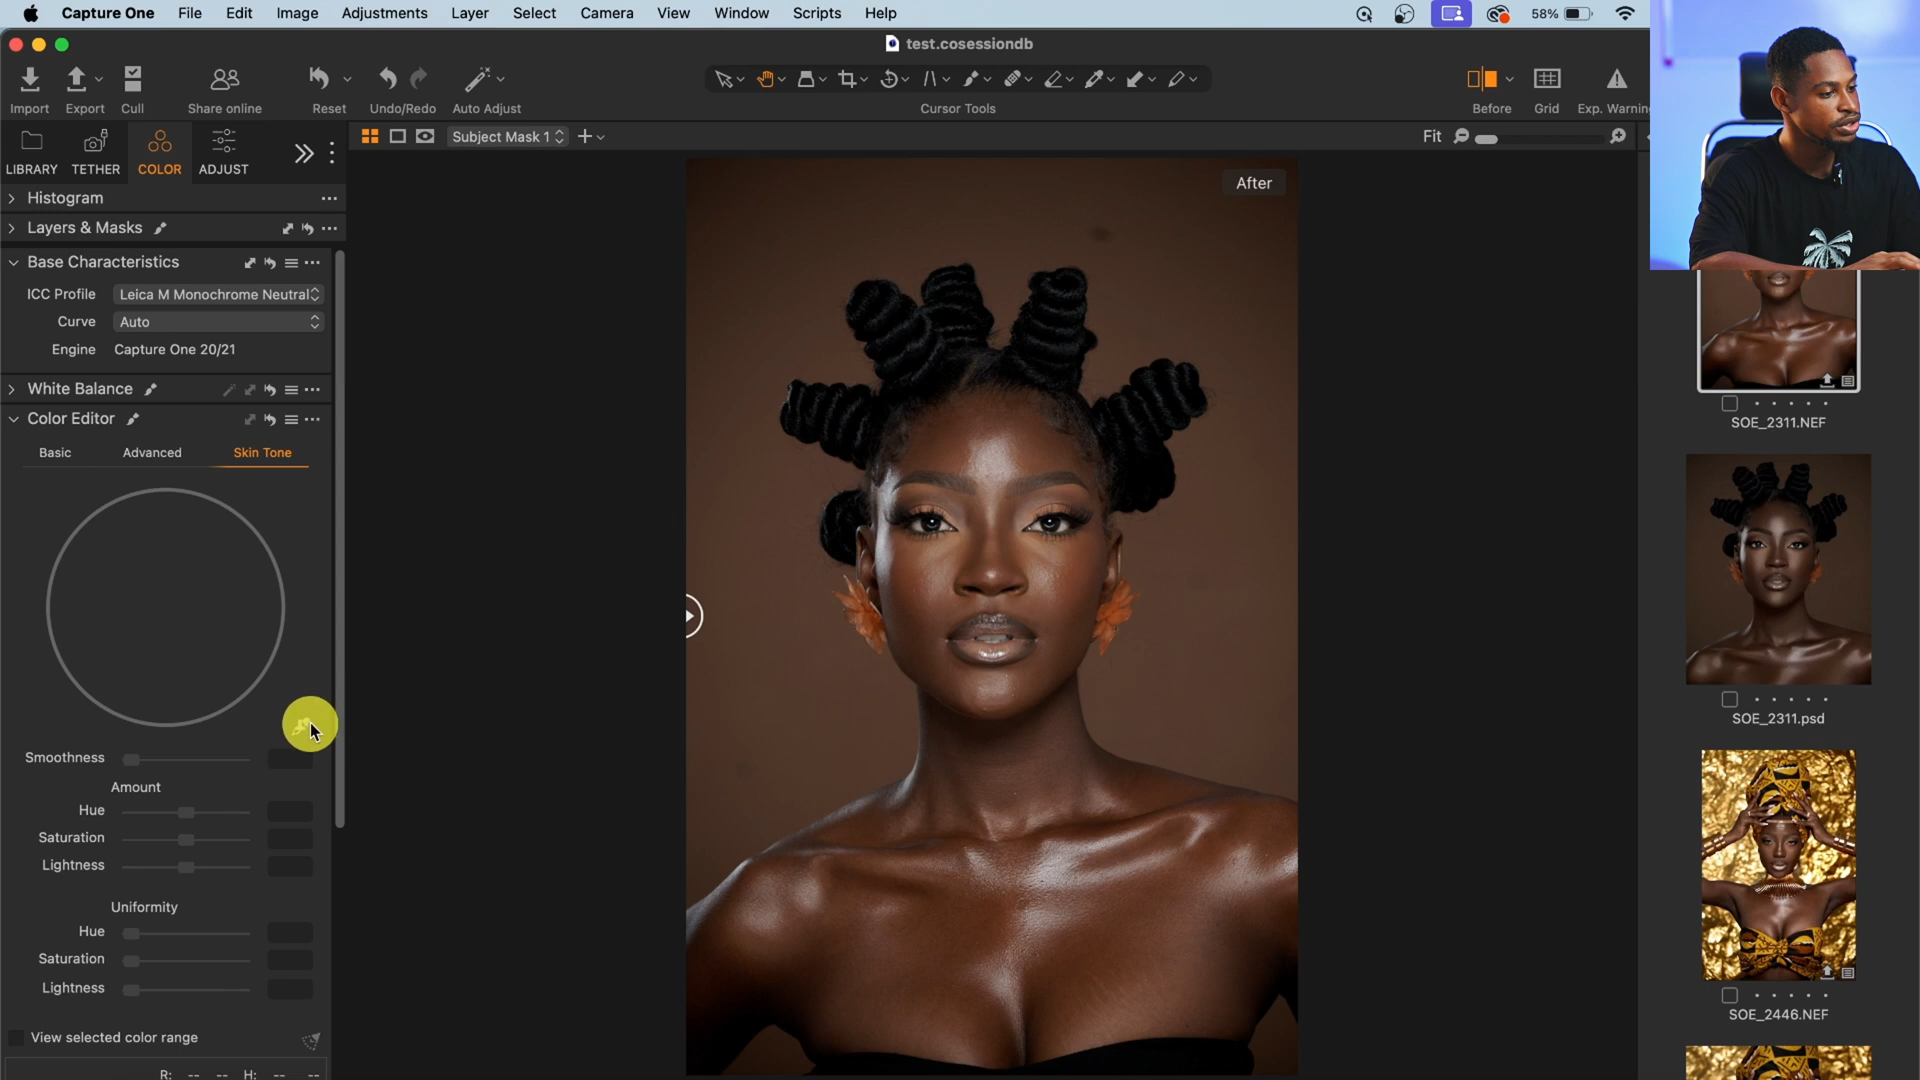 Capture One File Edit Image Adjustments Layer Select Camera View Window Scripts Help 58%
test.cosessiondb
Import Export Cull Share online Reset Undo/Redo Auto Adjust Cursor Tools Before Grid Exp. Warnin
LIBRARY TETHER COLOR ADJUST
Subject Mask 1
Fit
After
Histogram
Layers & Masks
Base Characteristics
ICC Profile Leica M Monochrome Neutral
Curve Auto
Engine Capture One 20/21
White Balance
Color Editor
Basic Advanced Skin Tone
Smoothness
Amount
Hue
Saturation
Lightness
Uniformity
Hue
Saturation
Lightness
View selected color range
R: -- -- H: -- --
SOE_2311.NEF
SOE_2311.psd
SOE_2446.NEF